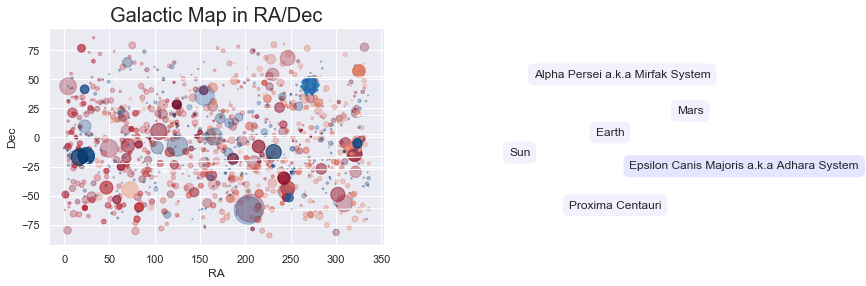 Galactic Map in RA/Dec
Dec
75
50
25
0
−25
−50
−75
0
50
100
150
200
250
300
350
RA
Alpha Persei a.k.a Mirfak System
Mars
Earth
Sun
Epsilon Canis Majoris a.k.a Adhara System
Proxima Centauri